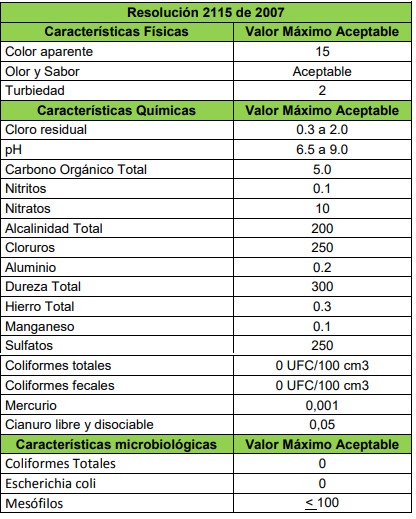 Resolución 2115 de 2007
Características Físicas Valor Máximo Aceptable
Color aparente 15
Olor y Sabor Aceptable
Turbiedad 2
Características Químicas Valor Máximo Aceptable
Cloro residual 0.3 a 2.0
pH 6.5 a 9.0
Carbono Orgánico Total 5.0
Nitritos 0.1
Nitratos 10
Alcalinidad Total 200
Cloruros 250
Aluminio 0.2
Dureza Total 300
Hierro Total 0.3
Manganeso 0.1
Sulfatos 250
Coliformes totales 0 UFC/100 cm3
Coliformes fecales 0 UFC/100 cm3
Mercurio 0,001
Cianuro libre y disociable 0,05
Características microbiológicas Valor Máximo Aceptable
Coliformes Totales 0
Escherichia coli 0
Mesófilos < 100